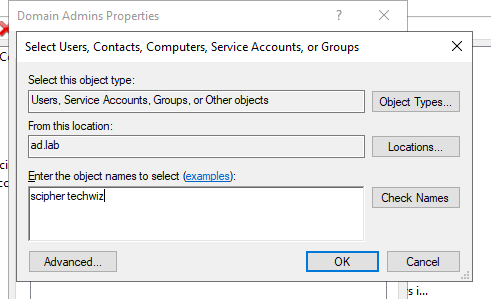 Domain Admins Properties
Select Users, Contacts, Computers, Service Accounts, or Groups
Select this object type:
Users, Service Accounts, Groups, or Other objects
Object Types...
From this location:
ad.lab
Locations...
Enter the object names to select (examples):
scipher techwiz
Check Names
Advanced...
OK
Cancel